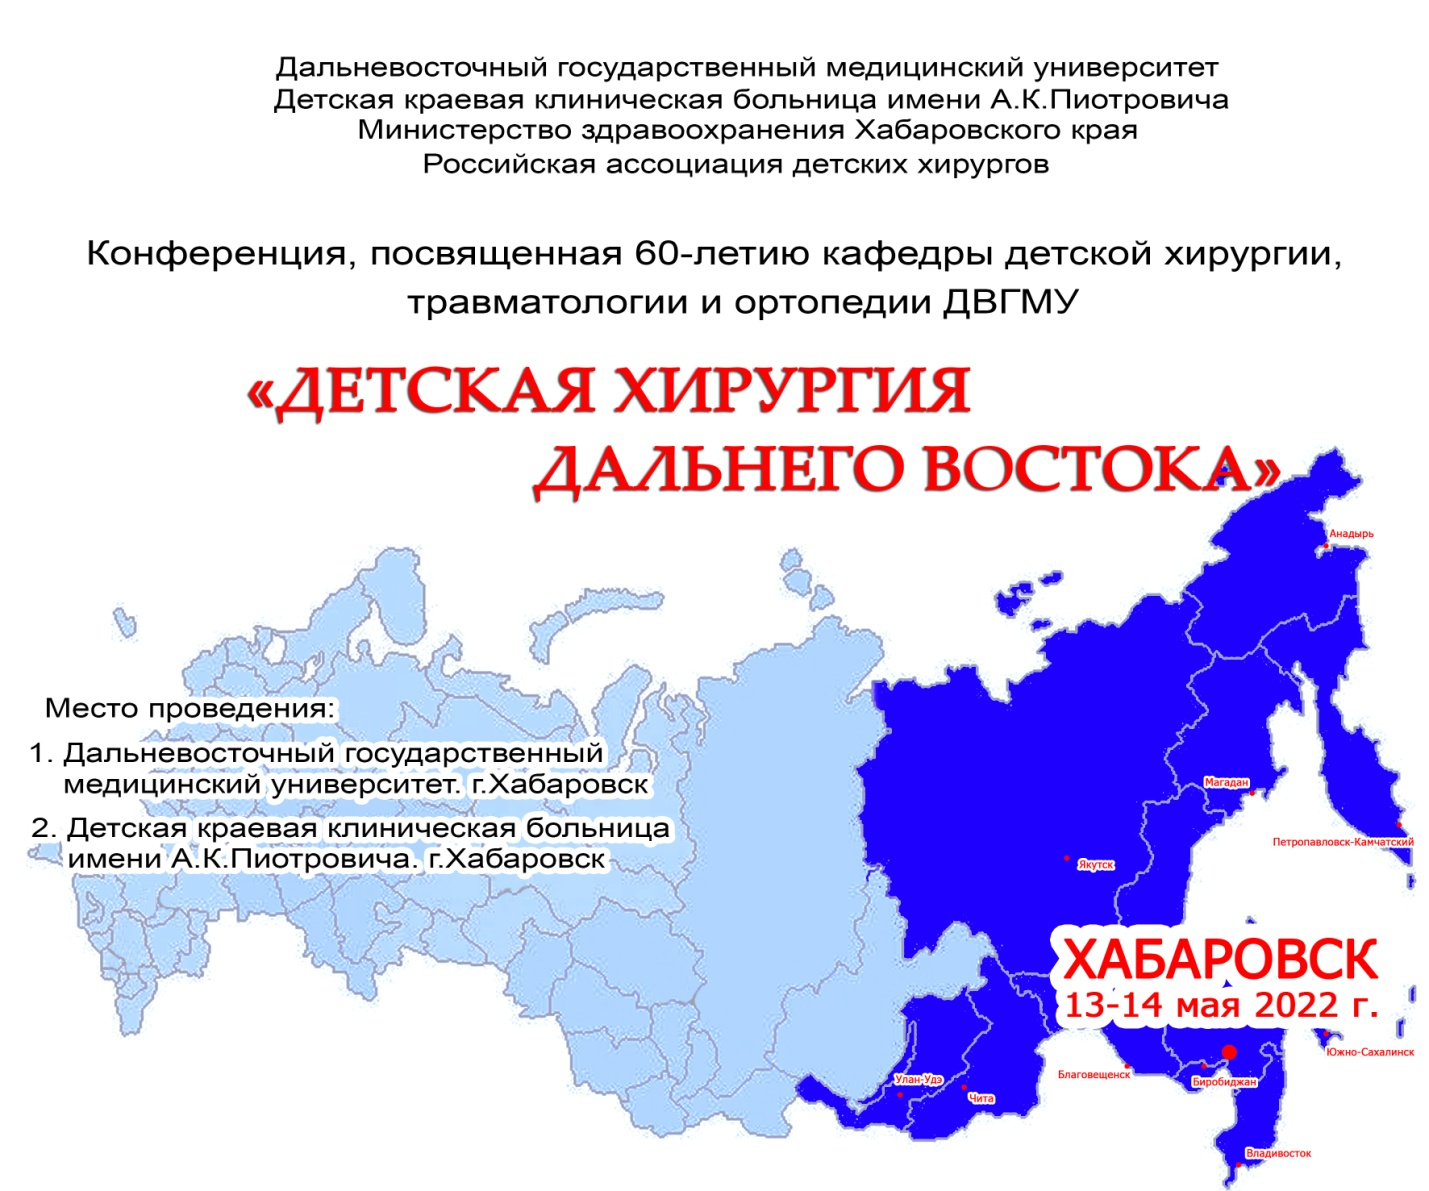 Дальневосточный государственный медицинский университет
Детская краевая клиническая больница имени А.К.Пиотровича
Министерство здравоохранения Хабаровского края
Российская ассоциация детских хирургов
Конференция, посвященная 60-летию кафедры детской хирургии,
травматологии и ортопедии ДВГМУ
«ДЕТСКАЯ ХИРУРГИЯ
ДАЛЬНЕГО ВОСТОКА»
Анадырь
Место проведения:
1. Дальневосточный государственный
медицинский университет. г.Хабаровск
2. Детская краевая клиническая больница
имени А.К.Пиотровича. г.Хабаровск
Магадан
Петропавловск-Камчатский
Якутск
ХАБАРОВСК
13-14 мая 2022 г.
Южно-Сахалинск
Благовещенск
Биробиджан
Улан-Удэ
Чита
Владивосток